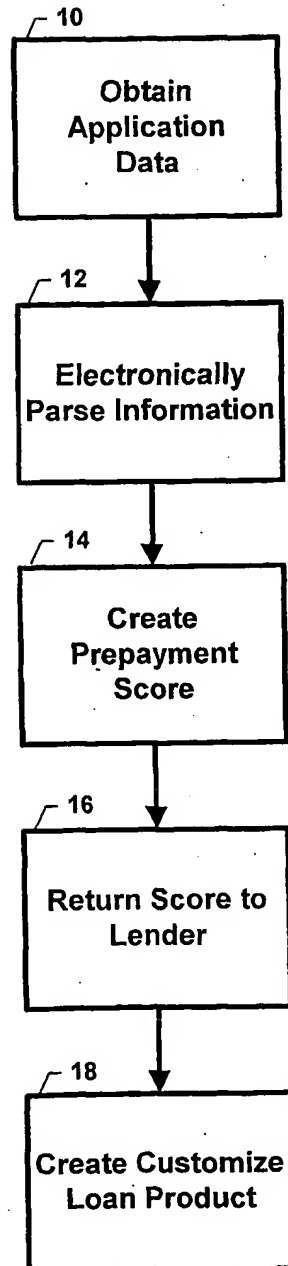 10
Obtain
Application
Data
12
Electronically
Parse Information
14
Create
Prepayment
Score
16
Return Score to
Lender
18
Create Customize
Loan Product